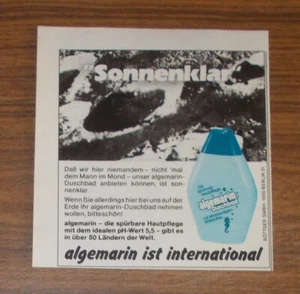 "Sonnenklar."
Daß wir hier niemandem – nicht 'mal
dem Mann im Mond – unser algemarin-
Duschbad anbieten können, ist son-
nenklar.
Wenn Sie allerdings hier bei uns auf der
Erde Ihr algemarin-Duschbad nehmen
wollen, bitteschön!
algemarin – die spürbare Hautpflege
mit dem idealen pH-Wert 5,5 – gibt es
in über 80 Ländern der Welt.
algemarin ist international
algemarin